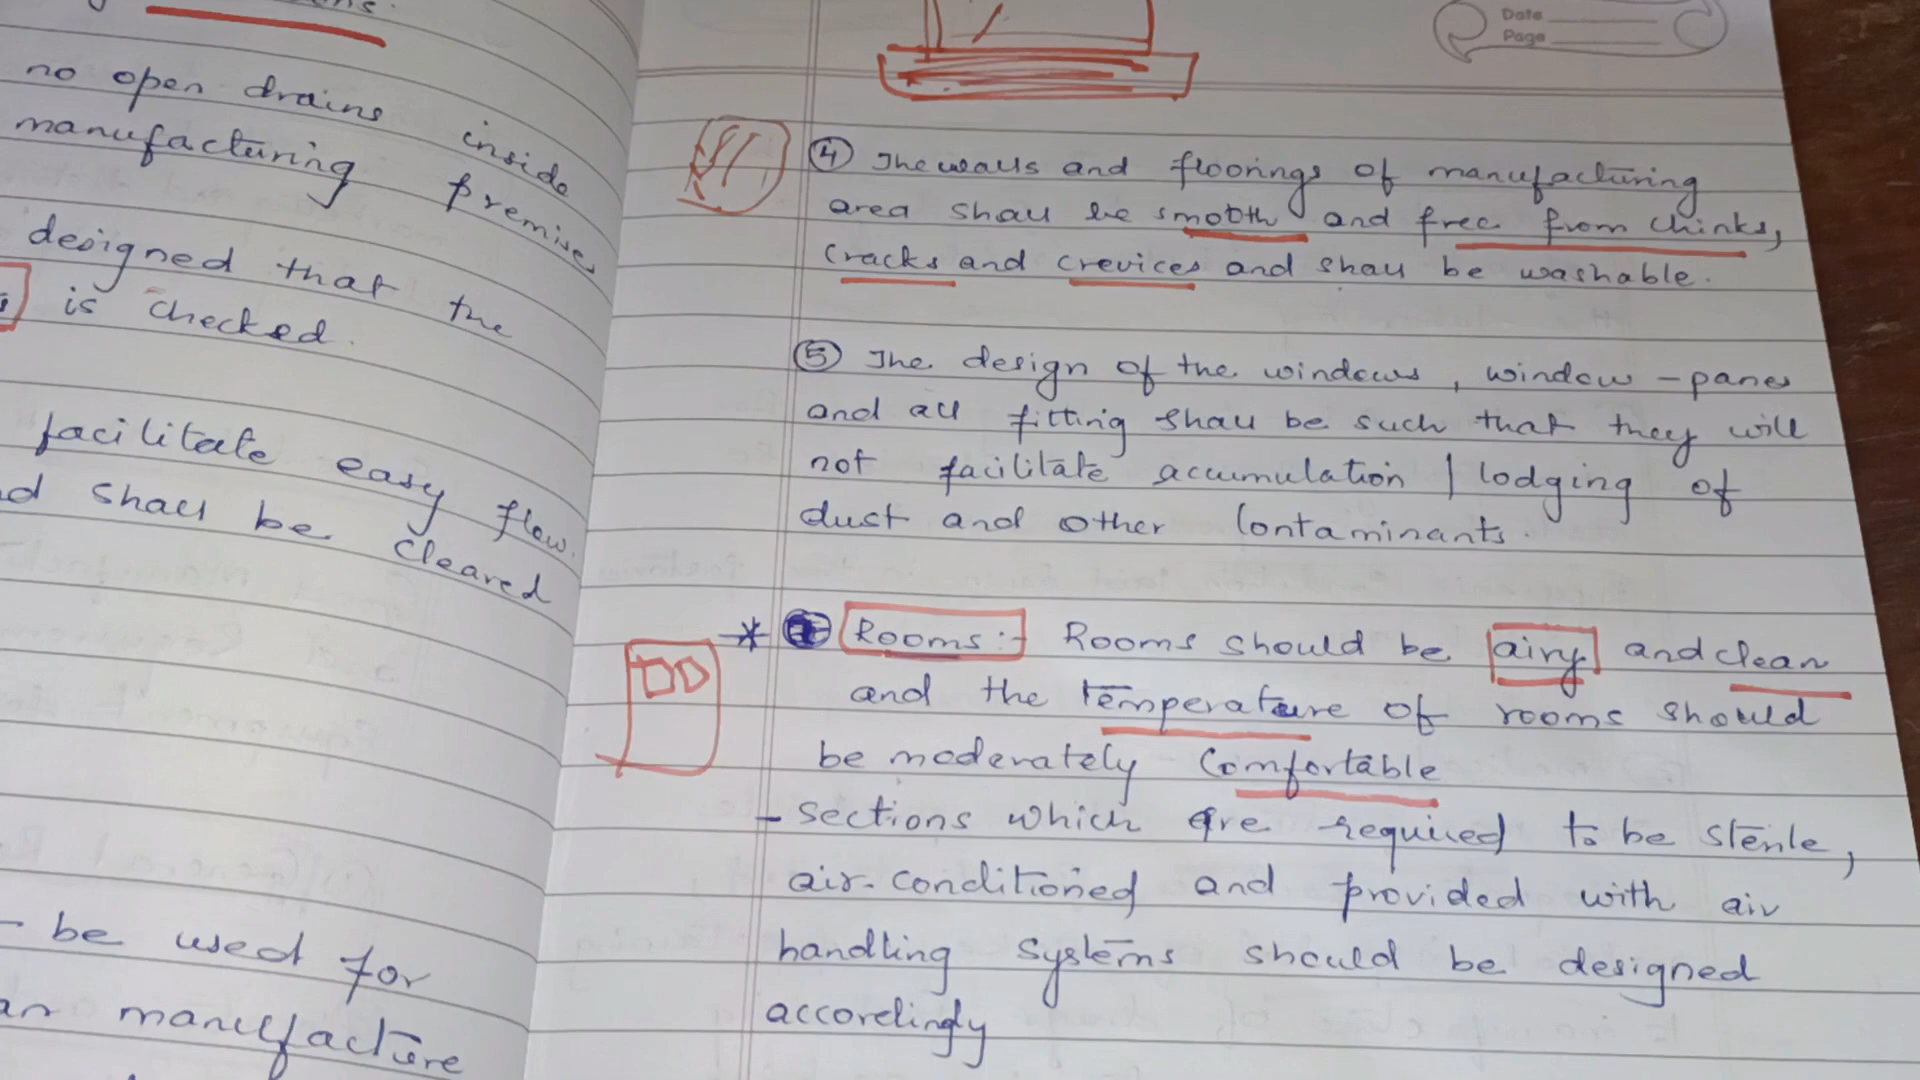 no open drains inside
manufacturing premises
designed that the
is checked.
facilitate easy flow.
shall be cleared
- be used for
manufacture
Date
Page
④ The walls and floorings of manufacturing
area shall be smooth and free from chinks,
cracks and crevices and shall be washable.
⑤ The design of the windows, window-panes
and all fitting shall be such that they will
not facilitate accumulation / lodging of
dust and other contaminants.
* Rooms:- Rooms should be airy and clean
and the temperature of rooms should
be moderately comfortable
- sections which are required to be sterile,
air-conditioned and provided with air
handling systems should be designed
accordingly